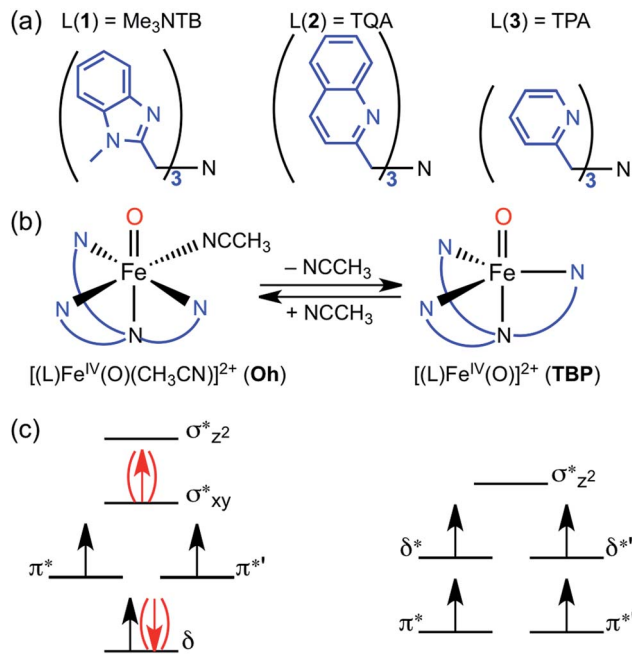 (a) L(1) = Me₃NTB L(2) = TQA L(3) = TPA
N N 3 N
N 3 N
N 3 N
(b) O O
N NCCH₃ N
Fe – NCCH₃ Fe N
N N + NCCH₃ N
N N
[(L)Feᴵⱽ(O)(CH₃CN)]²⁺ (Oh) [(L)Feᴵⱽ(O)]²⁺ (TBP)
(c) σ*z² σ*z²
σ*xy
δ* δ*'
π* π*'
π* π*'
δ